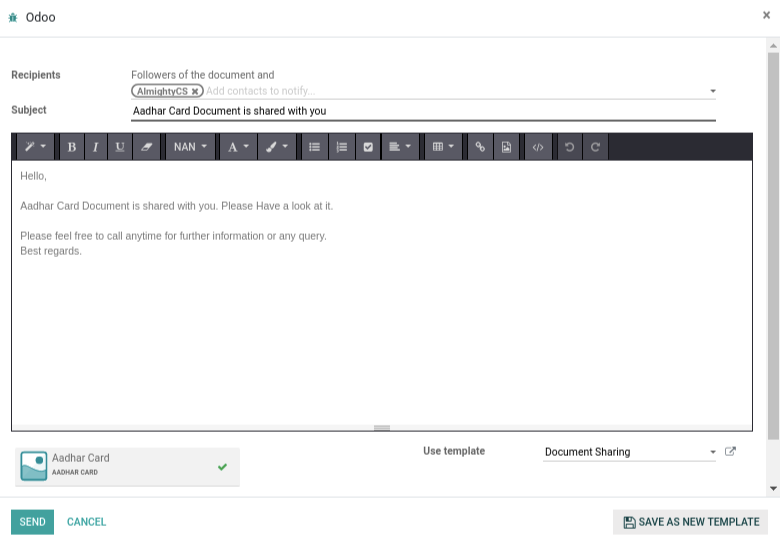 Odoo
×
Recipients
Followers of the document and
AlmightyCS × Add contacts to notify...
Subject
Aadhar Card Document is shared with you
B I U NAN A </>
Hello,
Aadhar Card Document is shared with you. Please Have a look at it.
Please feel free to call anytime for further information or any query.
Best regards.
Aadhar Card
AADHAR CARD
Use template
Document Sharing
SEND
CANCEL
SAVE AS NEW TEMPLATE